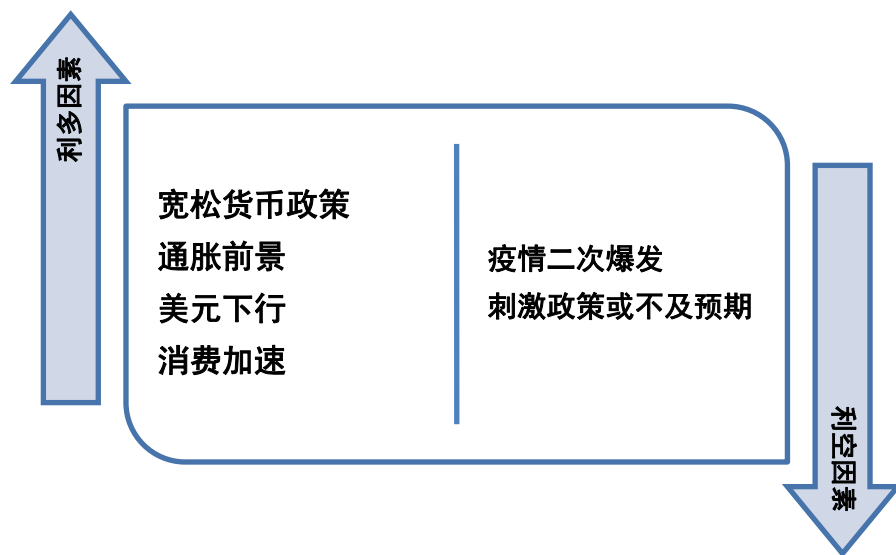 利多因素
宽松货币政策
通胀前景
美元下行
消费加速
疫情二次爆发
刺激政策或不及预期
利空因素